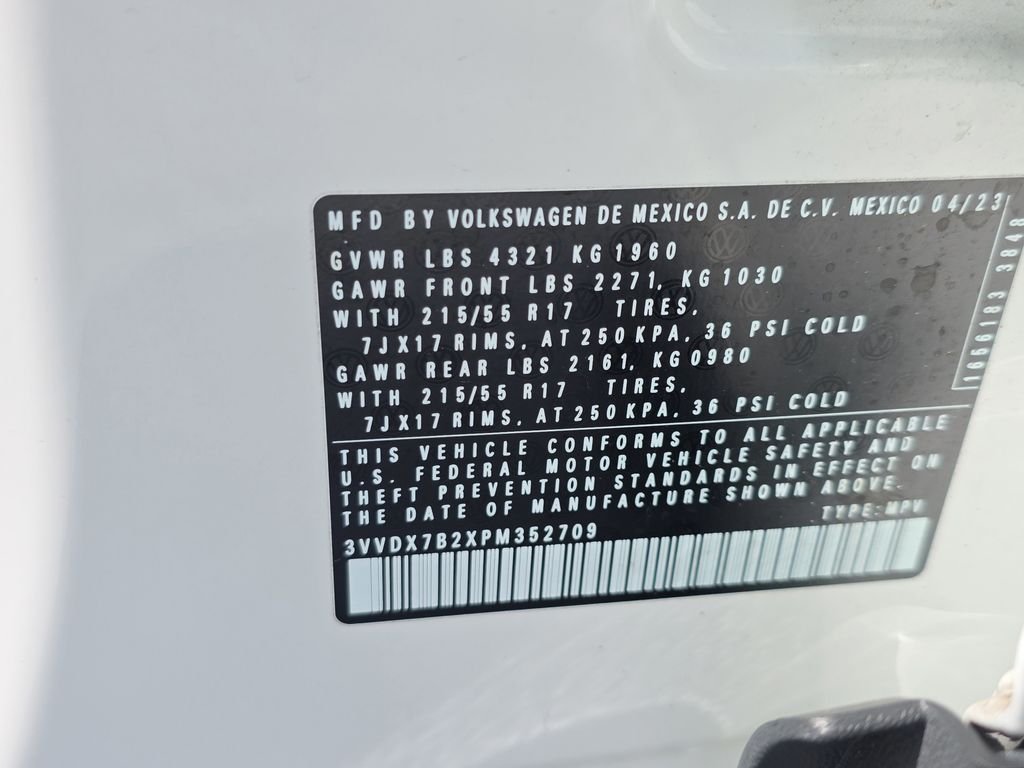 MFD BY VOLKSWAGEN DE MEXICO S.A. DE C.V. MEXICO 04/23
GVWR LBS 4321 KG 1960
GAWR FRONT LBS 2271, KG 1030
WITH 215/55 R17 TIRES,
7JX17 RIMS, AT 250 KPA, 36 PSI COLD
GAWR REAR LBS 2161, KG 0980
WITH 215/55 R17 TIRES,
7JX17 RIMS, AT 250 KPA, 36 PSI COLD
1656183 3848
THIS VEHICLE CONFORMS TO ALL APPLICABLE
U.S. FEDERAL MOTOR VEHICLE SAFETY AND
THEFT PREVENTION STANDARDS IN EFFECT ON
THE DATE OF MANUFACTURE SHOWN ABOVE.
TYPE:MPV
3VVDX7B2XPM352709